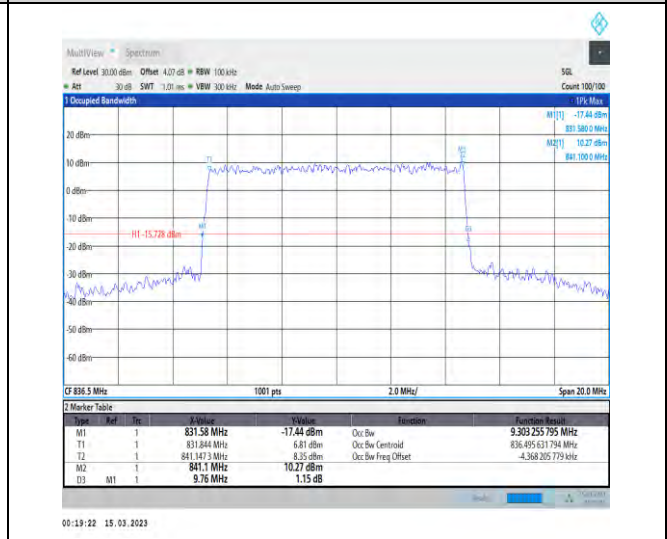 MultiView Spectrum
Ref Level 30.00 dBm Offset 4.07 dB RBW 100 kHz SGL
Att 30 dB SWT 1.01 ms VBW 300 kHz Mode Auto Sweep Count 100/100
1 Occupied Bandwidth 1Pk Max
M1[1] -17.44 dBm
831.580 0 MHz
M2[1] 10.27 dBm
841.100 0 MHz
20 dBm
10 dBm
0 dBm
-10 dBm
H1 -15.728 dBm
-20 dBm
-30 dBm
-40 dBm
-50 dBm
-60 dBm
T1
M1
D3
CF 836.5 MHz 1001 pts 2.0 MHz/ Span 20.0 MHz
2 Marker Table
Type Ref Trc X-Value Y-Value Function Function Result
M1 1 831.58 MHz -17.44 dBm Occ Bw 9.303 255 795 MHz
T1 1 831.844 MHz 6.81 dBm Occ Bw Centroid 836.495 631 794 MHz
T2 1 841.1473 MHz 8.35 dBm Occ Bw Freq Offset -4.368 205 779 kHz
M2 1 841.1 MHz 10.27 dBm
D3 M1 1 9.76 MHz 1.15 dB
00:19:22 15.03.2023